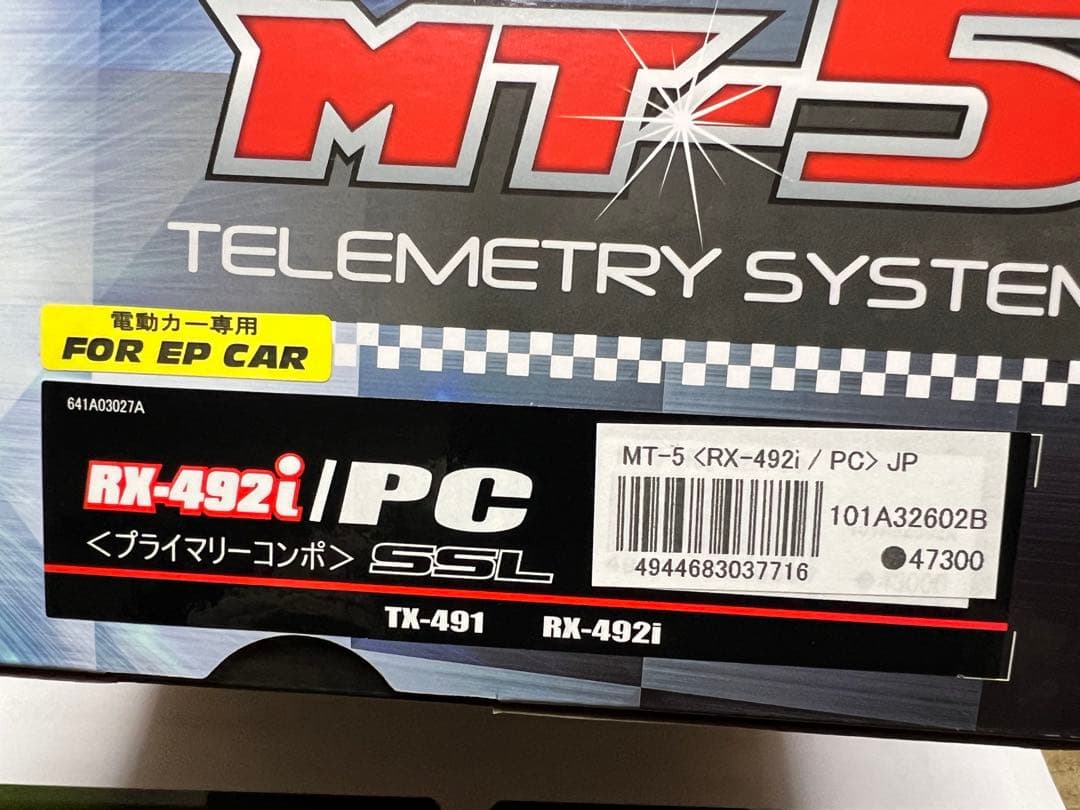 MT-5
TELEMETRY SYSTEM
電動カー専用
FOR EP CAR
641A03027A
RX-492i/PC
<プライマリーコンポ> SSL
MT-5 <RX-492i / PC> JP
101A32602B
4944683037716
●47300
TX-491 RX-492i